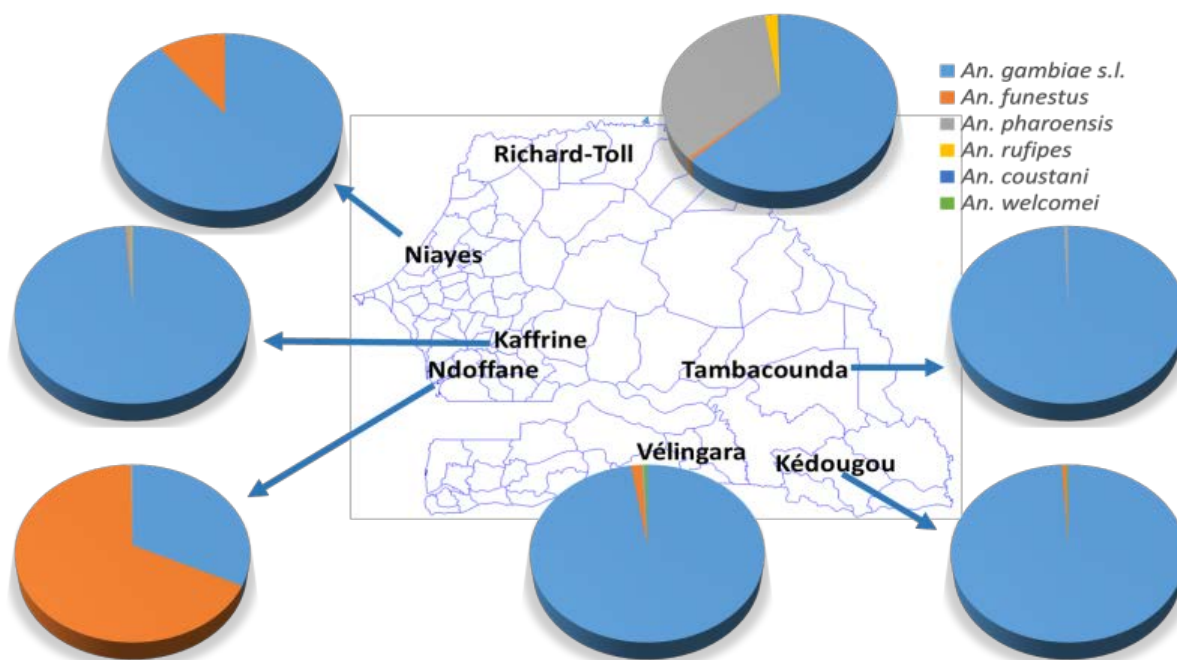 An. gambiae s.l.
An. funestus
An. pharoensis
An. rufipes
An. coustani
An. welcomei
Richard-Toll
Niayes
Kaffrine
Ndoffane
Tambacounda
Vélingara
Kédougou